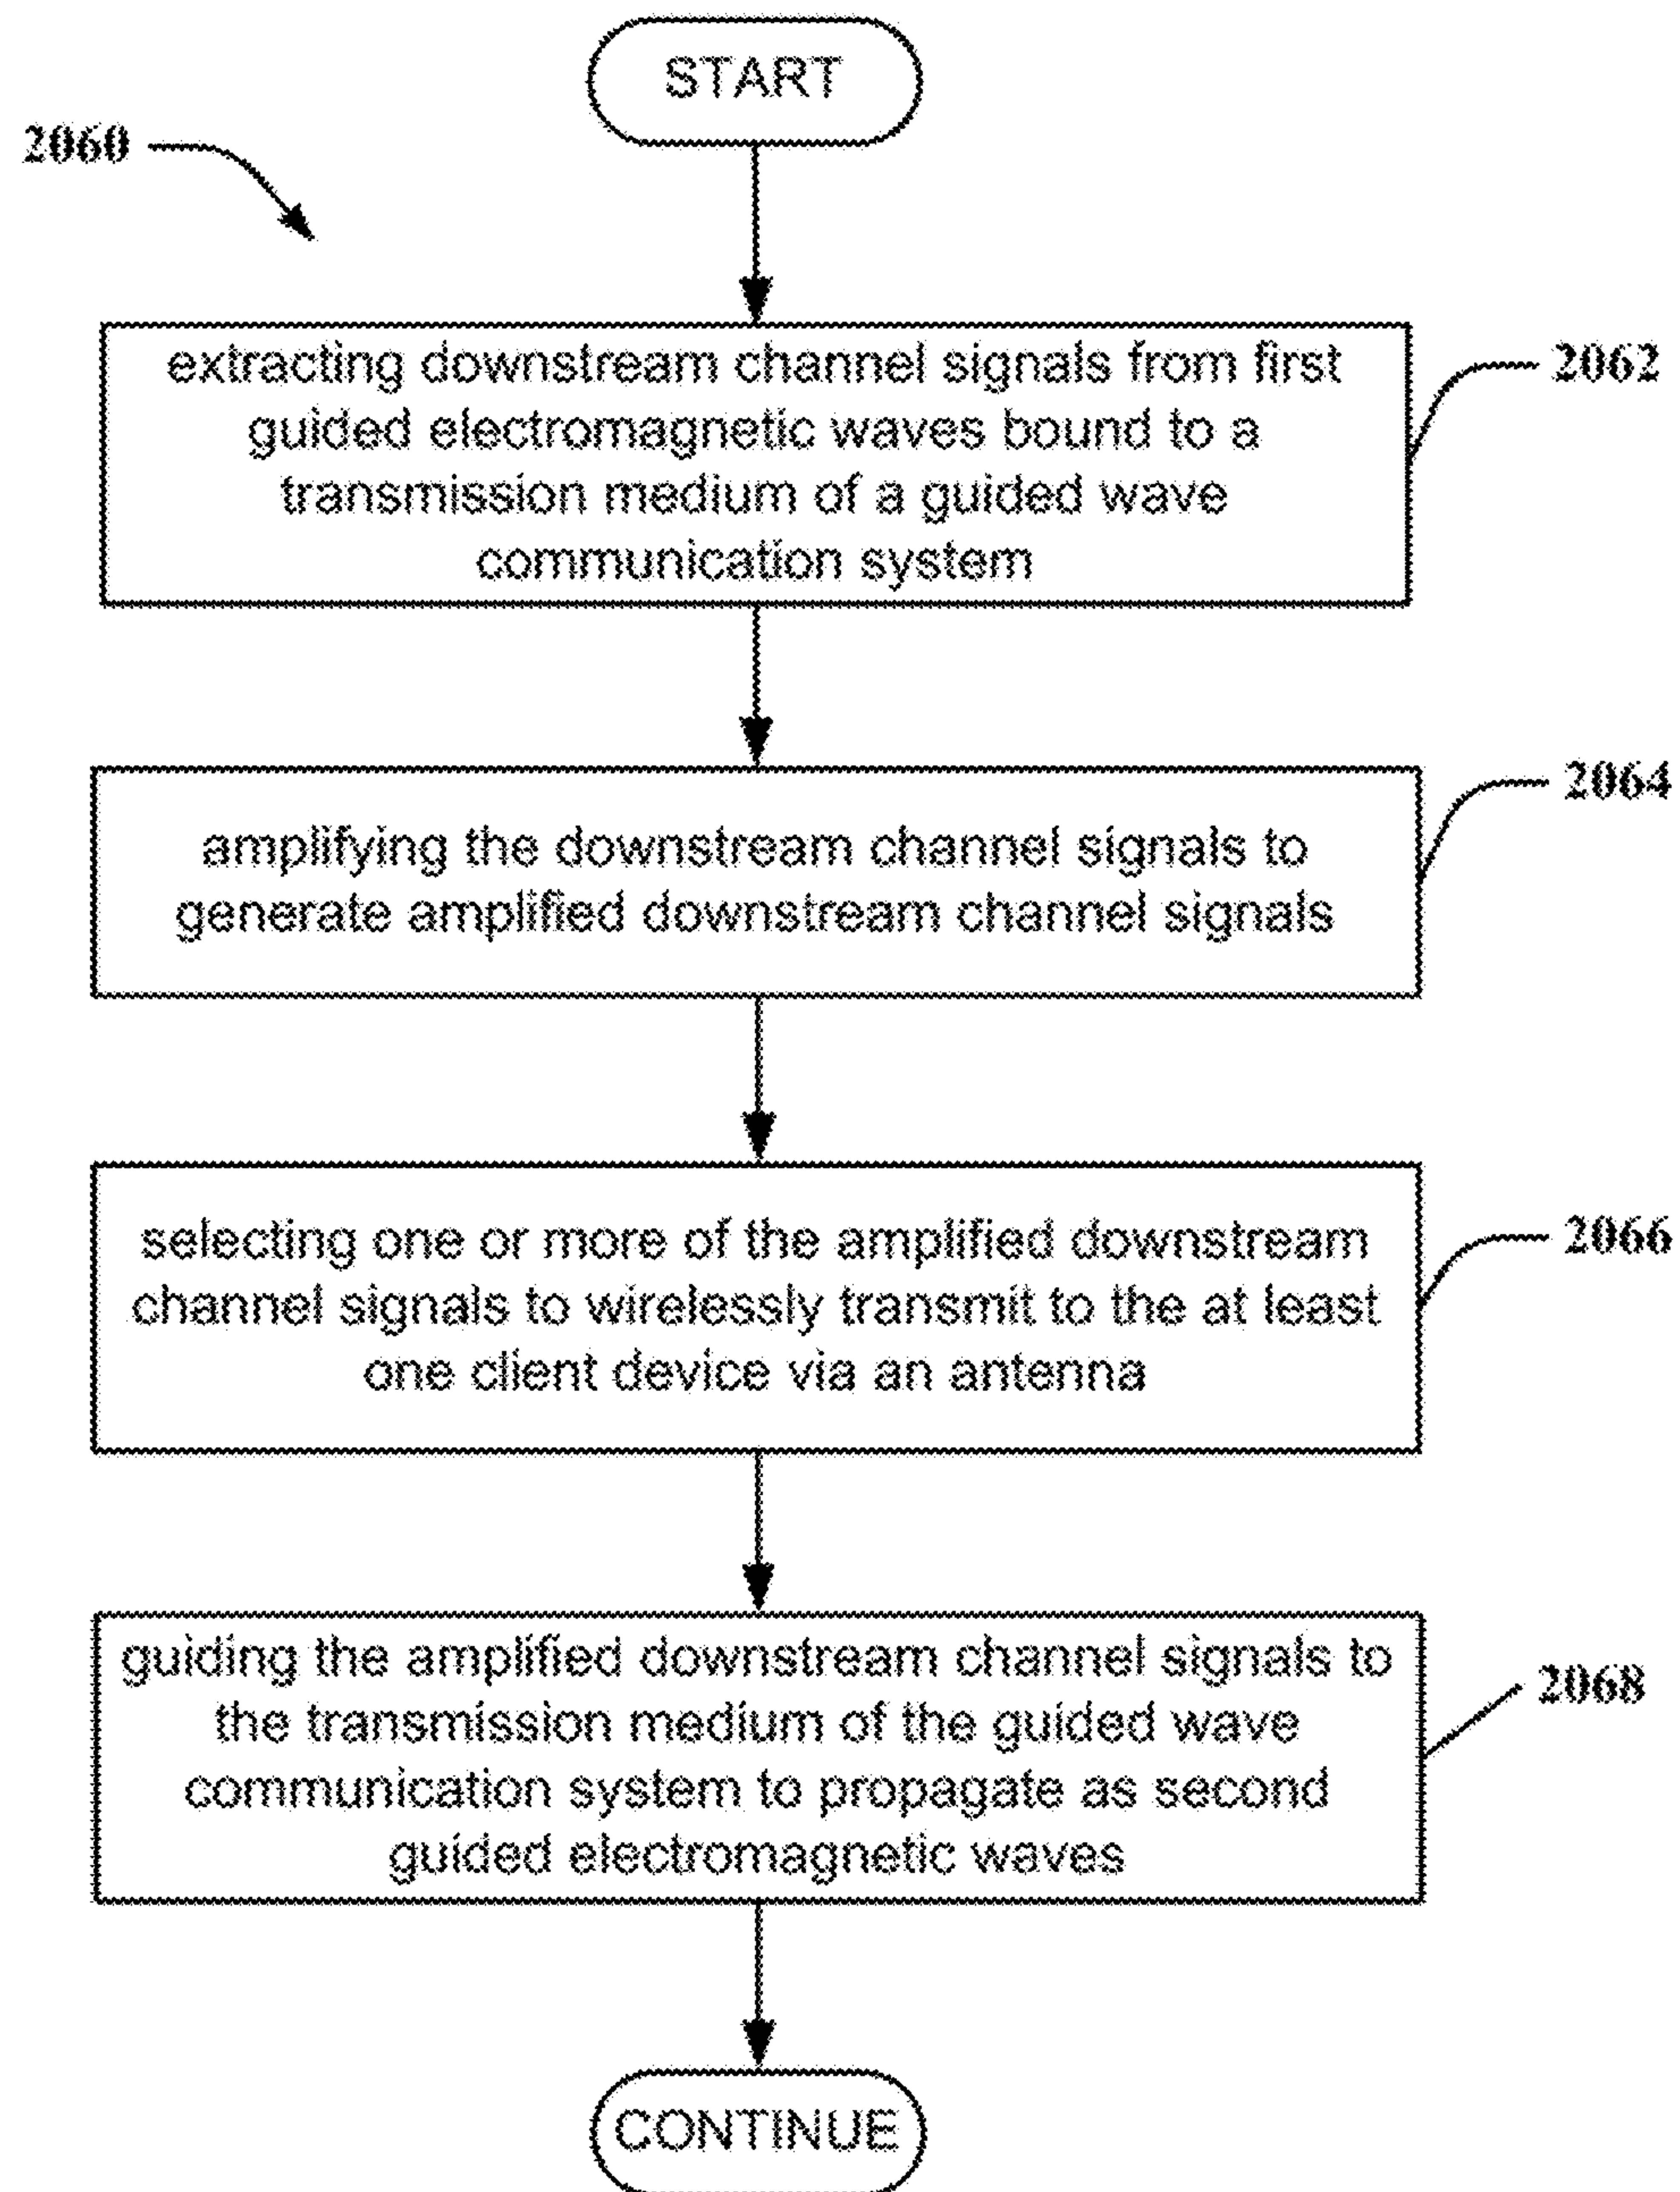 START
2060
extracting downstream channel signals from first
guided electromagnetic waves bound to a
transmission medium of a guided wave
communication system
2062
amplifying the downstream channel signals to
generate amplified downstream channel signals
2064
selecting one or more of the amplified downstream
channel signals to wirelessly transmit to the at least
one client device via an antenna
2066
guiding the amplified downstream channel signals to
the transmission medium of the guided wave
communication system to propagate as second
guided electromagnetic waves
2068
CONTINUE